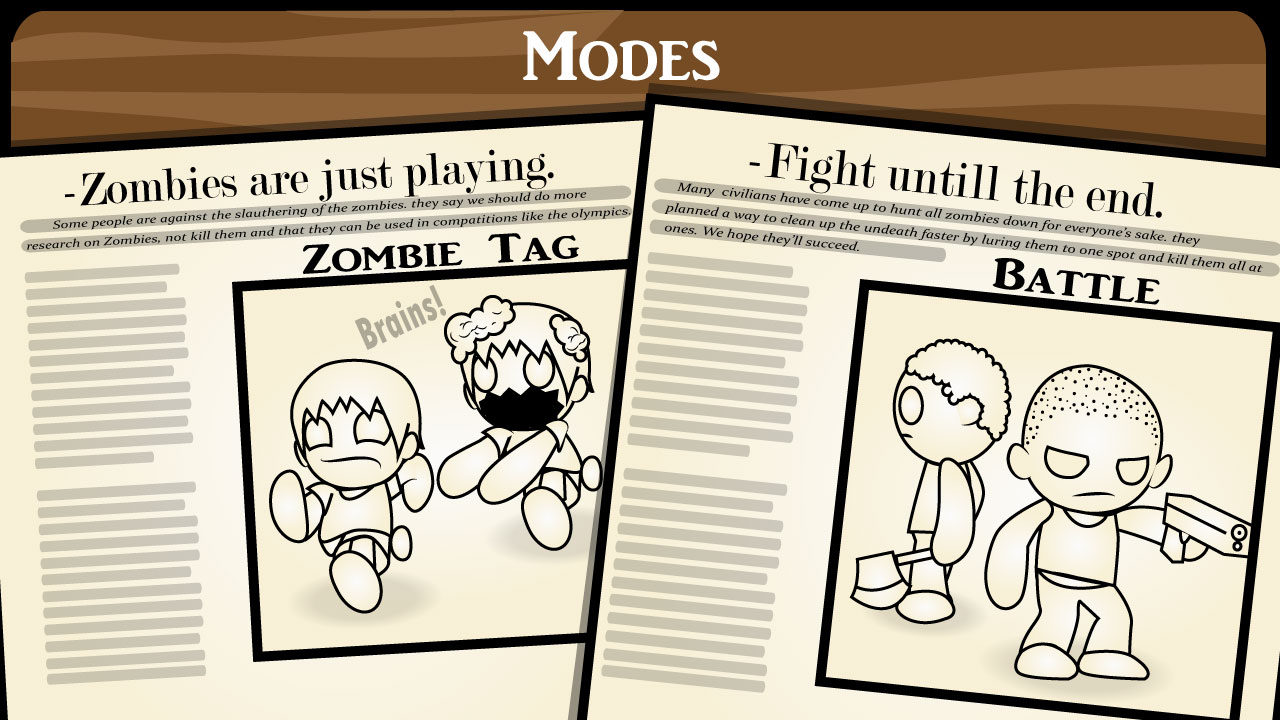 Modes
-Zombies are just playing.
Some people are against the slauthering of the zombies. they say we should do more
research on Zombies, not kill them and that they can be used in compatitions like the olympics.
Zombie Tag
Brains!
-Fight untill the end.
Many civilians have come up to hunt all zombies down for everyone's sake. they
planned a way to clean up the undeath faster by luring them to one spot and kill them all at
ones. We hope they'll succeed.
Battle